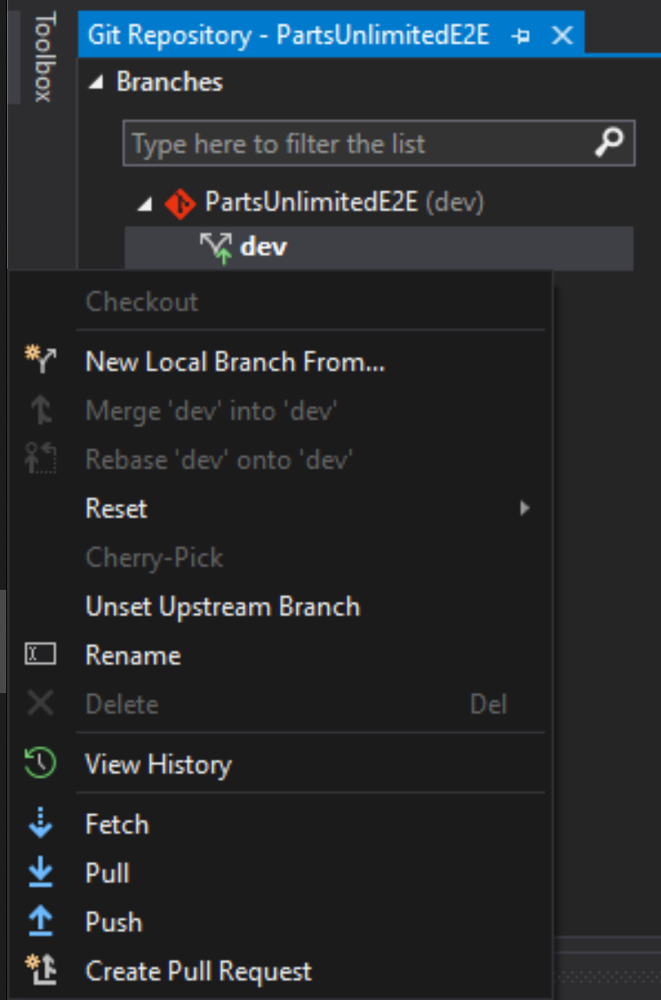 Toolbox
Git Repository - PartsUnlimitedE2E
Branches
Type here to filter the list
PartsUnlimitedE2E (dev)
dev
Checkout
New Local Branch From...
Merge 'dev' into 'dev'
Rebase 'dev' onto 'dev'
Reset
Cherry-Pick
Unset Upstream Branch
Rename
Delete Del
View History
Fetch
Pull
Push
Create Pull Request